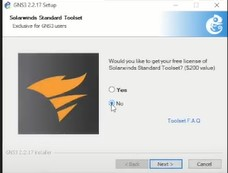 GNS3 2.2.17 Setup
Solarwinds Standard Toolset
Exclusive for GNS3 users
Would you like to get your free license of
Solarwinds Standard Toolset? ($200 value)
Yes
No
Toolset F.A.Q
GNS3 2.2.17 Installer
< Back
Next >
Cancel